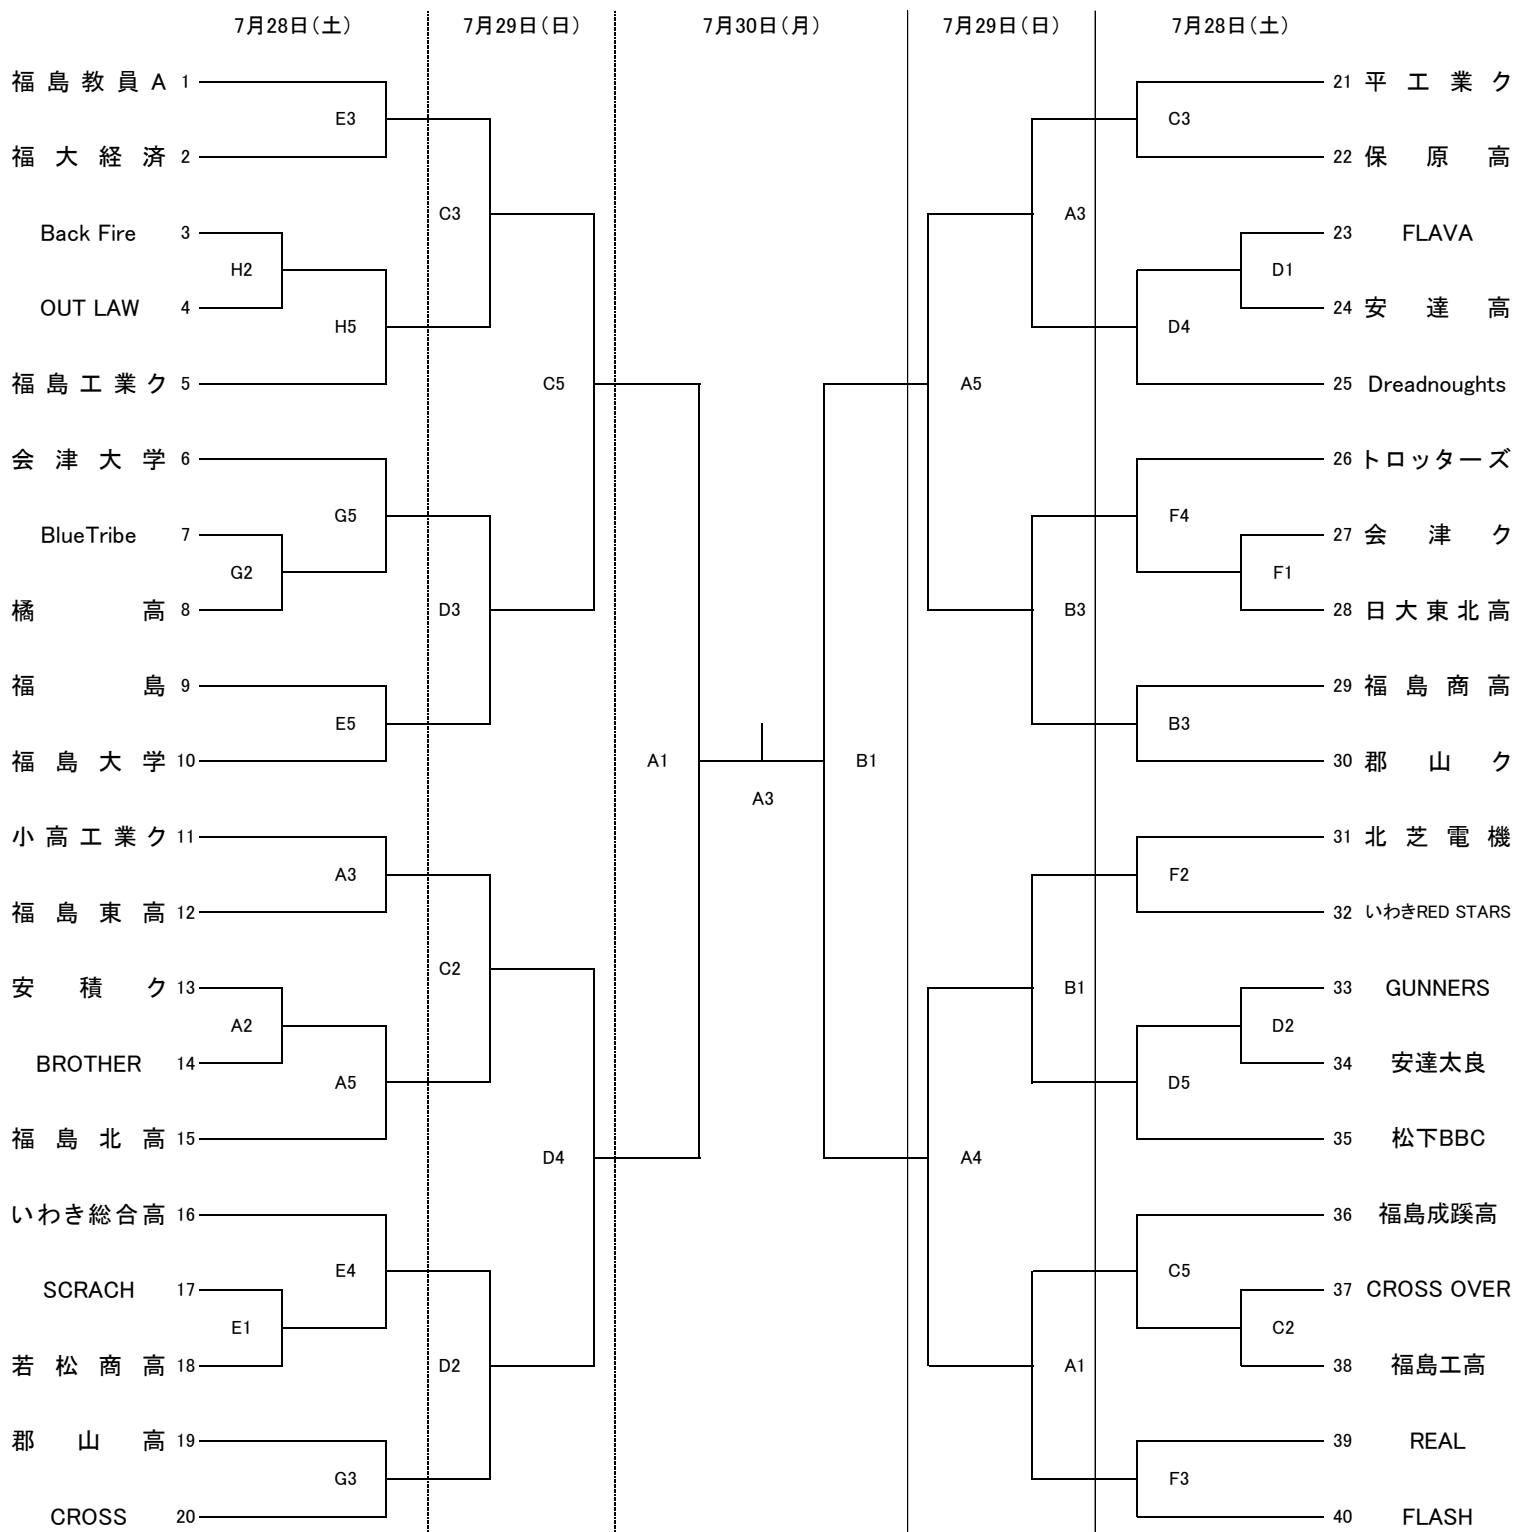 7月28日（土） 7月29日（日） 7月30日（月） 7月29日（日） 7月28日（土）
福島教員A 1 21 平工業ク
E3 C3
福大経済 2 22 保原高
C3 A3
Back Fire 3 23 FLAVA
H2 D1
OUT LAW 4 24 安達高
H5 D4
福島工業ク 5 C5 A5 25 Dreadnoughts
会津大学 6 26 トロッターズ
G5 F4
BlueTribe 7 27 会津ク
G2 F1
橘高 8 D3 B3 28 日大東北高
福島 9 29 福島商高
E5 B3
福島大学 10 A1 B1 30 郡山ク
A3
小高工業ク 11 31 北芝電機
A3 F2
福島東高 12 32 いわきRED STARS
C2
安積ク 13 B1 33 GUNNERS
A2 D2
BROTHER 14 34 安達太良
A5 D5
福島北高 15 35 松下BBC
D4 A4
いわき総合高 16 36 福島成蹊高
E4 C5
SCRACH 17 37 CROSS OVER
E1 C2
若松商高 18 D2 A1 38 福島工高
郡山高 19 39 REAL
G3 F3
CROSS 20 40 FLASH